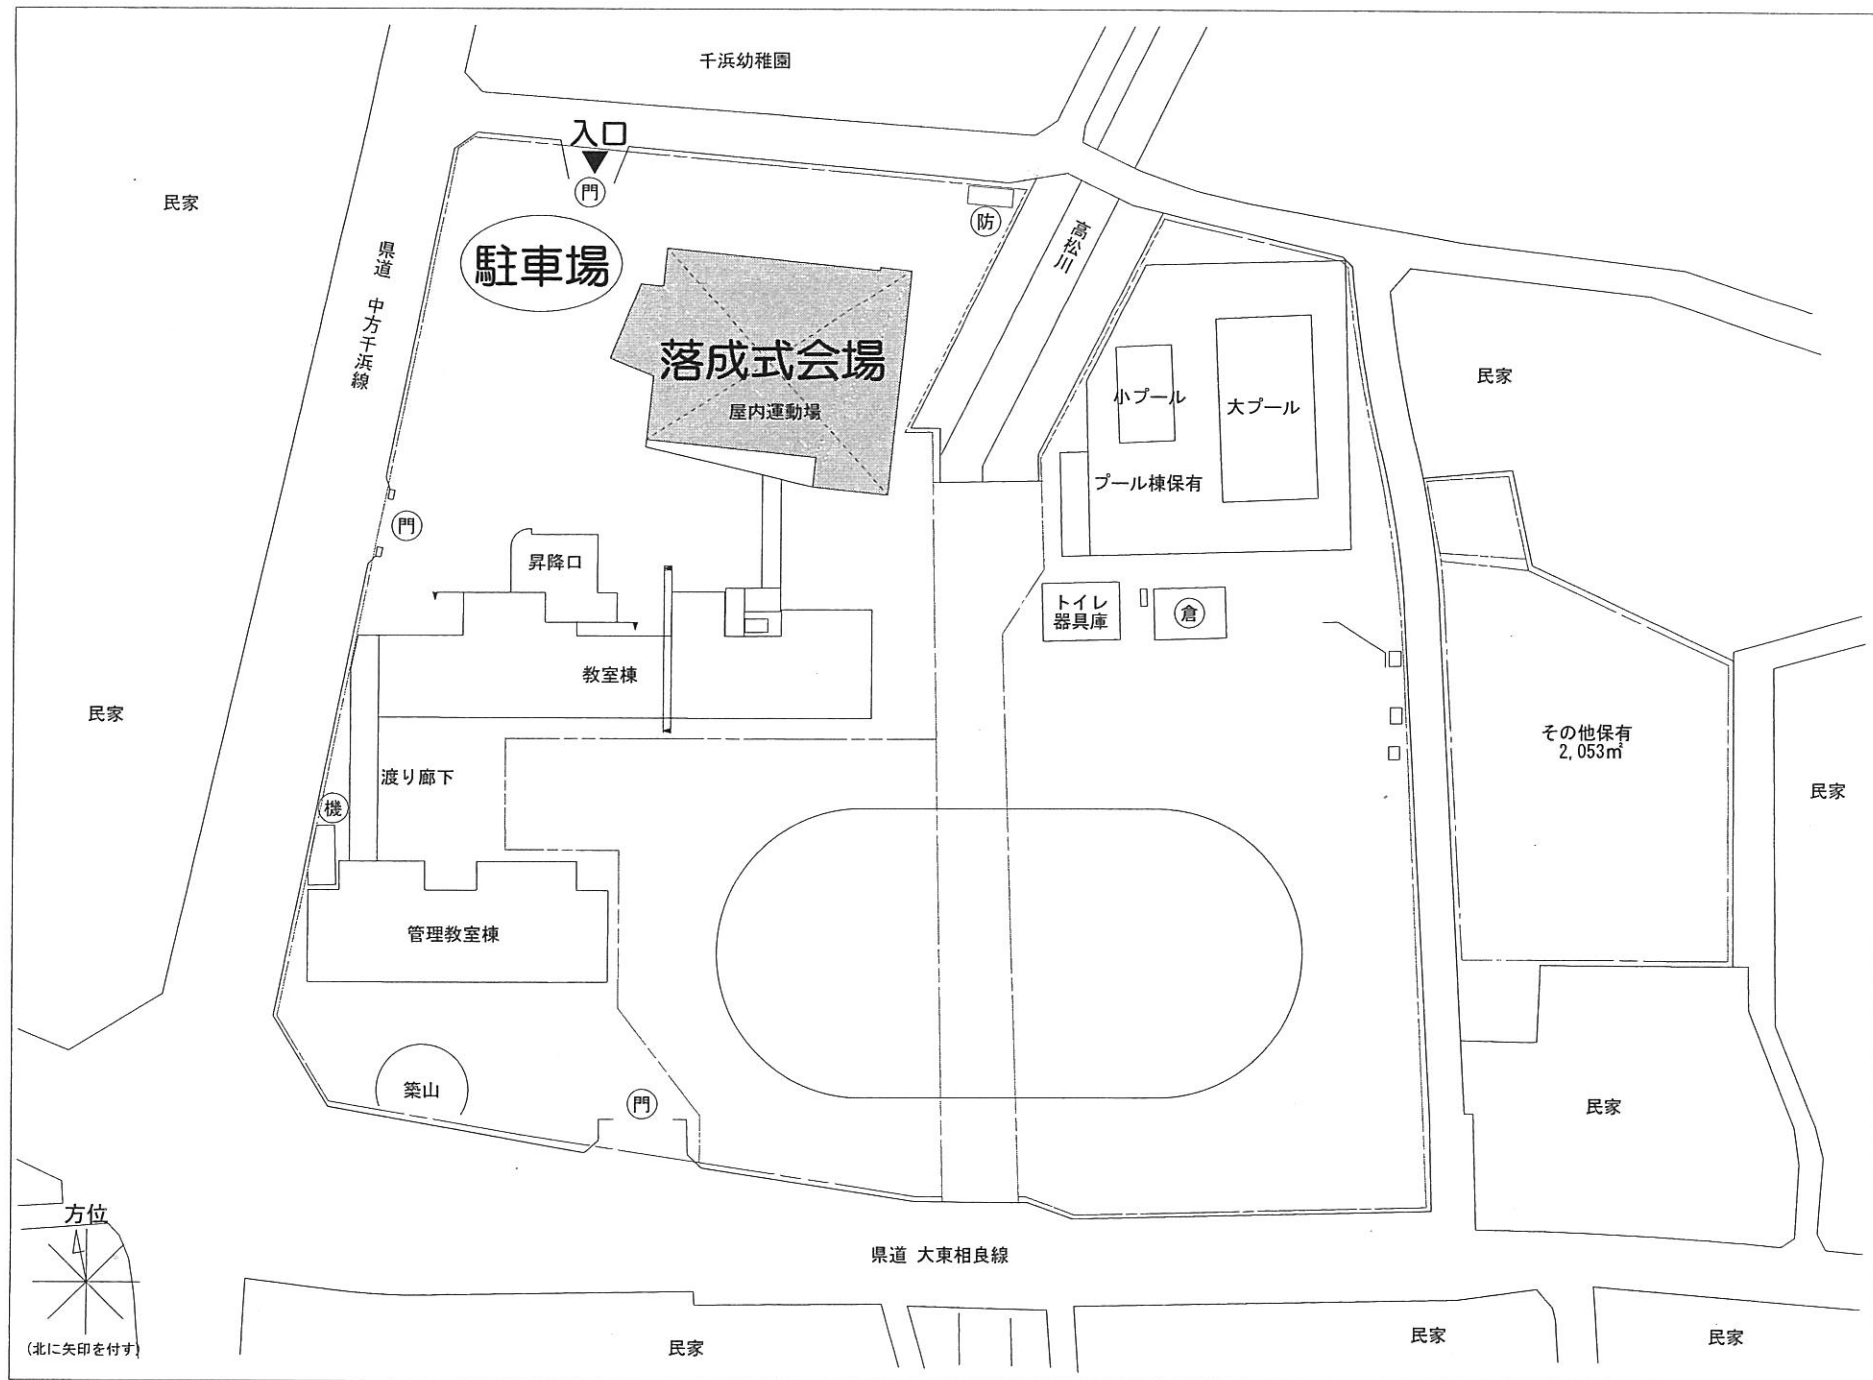 千浜幼稚園
入口
門
民家
防
高松川
駐車場
県道 中方千浜線
落成式会場
屋内運動場
民家
小プール
大プール
プール棟保有
門
昇降口
トイレ
器具庫
倉
教室棟
民家
その他保有
2,053㎡
渡り廊下
民家
機
管理教室棟
築山
門
民家
方位
県道 大東相良線
(北に矢印を付す)
民家
民家
民家